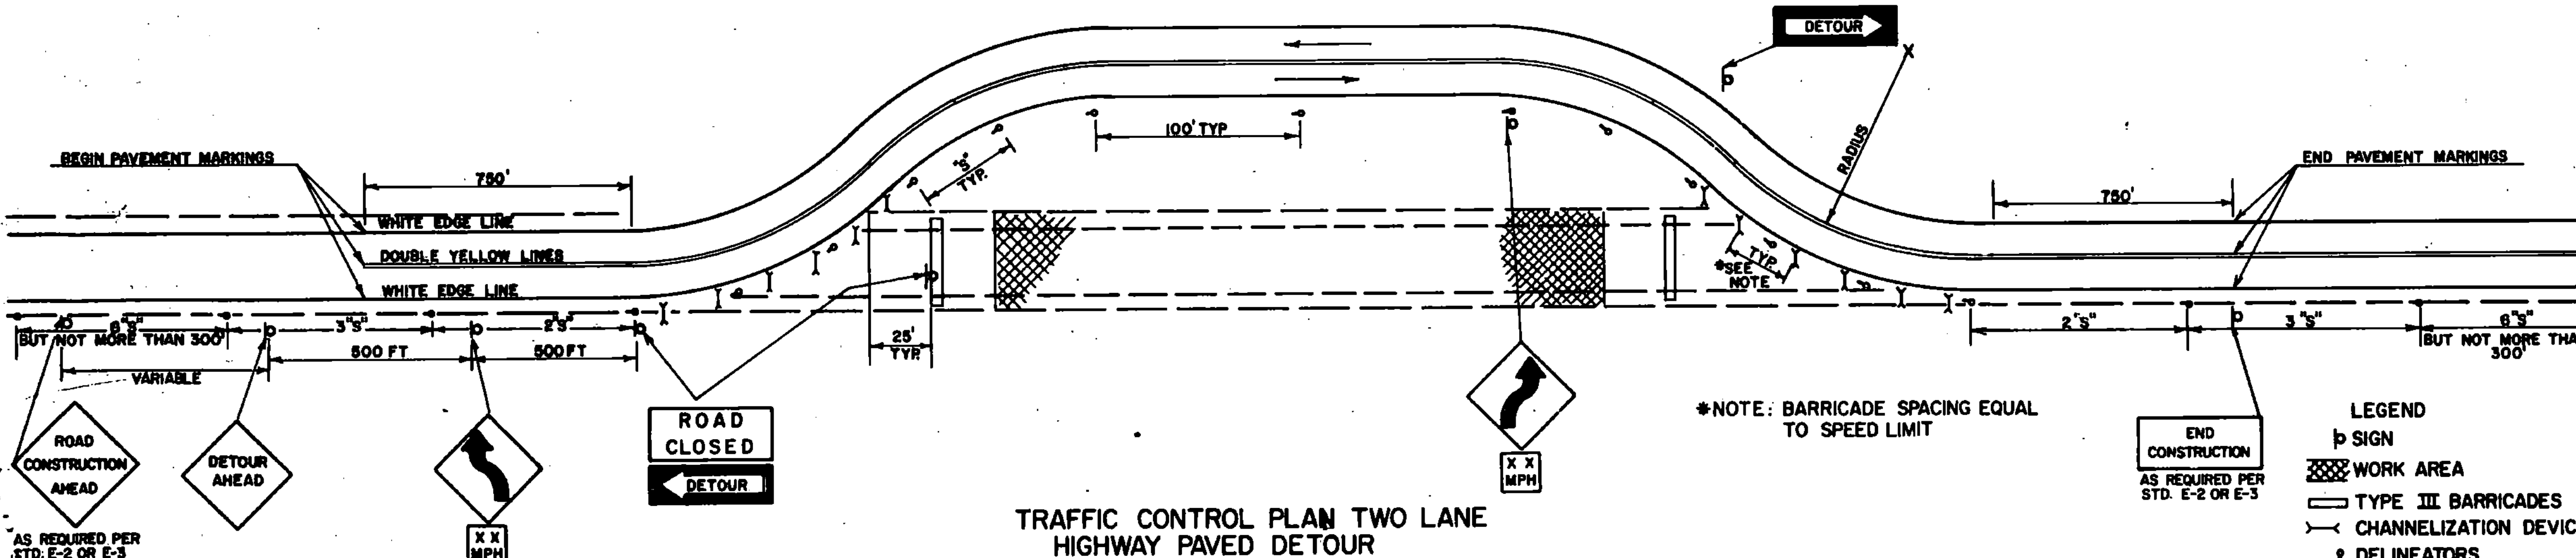 DETOUR
X
100' TYP
"S"
TYP.
RADIUS
BEGIN PAVEMENT MARKINGS
750'
WHITE EDGE LINE
DOUBLE YELLOW LINES
WHITE EDGE LINE
END PAVEMENT MARKINGS
750'
TYP.
*SEE
NOTE
6"S"
BUT NOT MORE THAN 300'
3"S"
2"S"
500 FT
500 FT
VARIABLE
25'
TYP.
2"S"
3"S"
6"S"
BUT NOT MORE THA
300'
ROAD
CONSTRUCTION
AHEAD
AS REQUIRED PER
STD. E-2 OR E-3
DETOUR
AHEAD
X X
MPH
ROAD
CLOSED
DETOUR
X X
MPH
*NOTE: BARRICADE SPACING EQUAL
TO SPEED LIMIT
END
CONSTRUCTION
AS REQUIRED PER
STD. E-2 OR E-3
LEGEND
SIGN
WORK AREA
TYPE III BARRICADES
CHANNELIZATION DEVIC
DELINEATORS
TRAFFIC CONTROL PLAN TWO LANE
HIGHWAY PAVED DETOUR